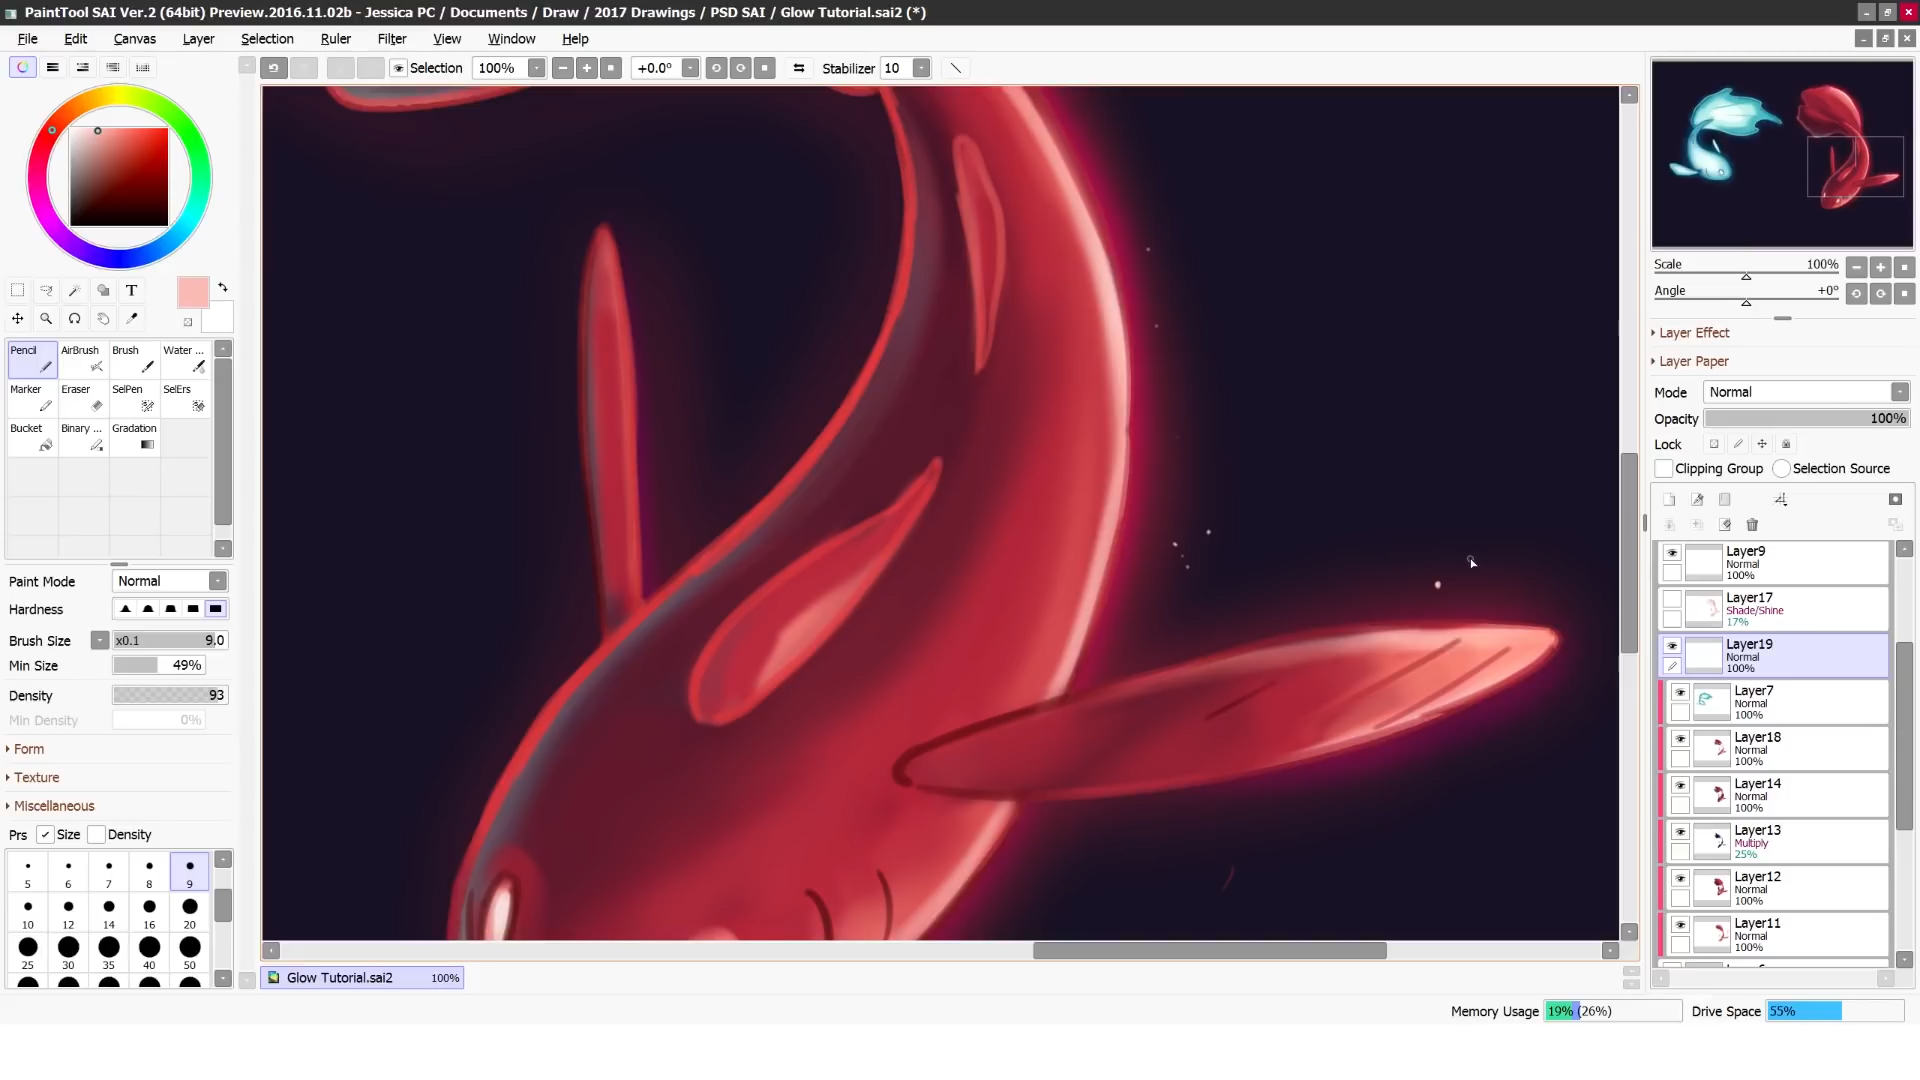 PaintTool SAI Ver.2 (64bit) Preview.2016.11.02b - Jessica PC / Documents / Draw / 2017 Drawings / PSD SAI / Glow Tutorial.sai2 (*)
File Edit Canvas Layer Selection Ruler Filter View Window Help
Selection 100% +0.0° Stabilizer 10
T
Scale 100%
Angle +0°
Layer Effect
Layer Paper
Mode Normal
Opacity 100%
Lock
Clipping Group Selection Source
Pencil AirBrush Brush Water ...
Marker Eraser SelPen SelErs
Bucket Binary ... Gradation
Paint Mode Normal
Hardness
Brush Size x0.1 9.0
Min Size 49%
Density 93
Min Density 0%
Form
Texture
Miscellaneous
Prs Size Density
5 6 7 8 9
10 12 14 16 20
25 30 35 40 50
Layer9
Normal
100%
Layer17
Shade/Shine
17%
Layer19
Normal
100%
Layer7
Normal
100%
Layer18
Normal
100%
Layer14
Normal
100%
Layer13
Multiply
25%
Layer12
Normal
100%
Layer11
Normal
100%
Glow Tutorial.sai2 100%
Memory Usage 19% (26%) Drive Space 55%